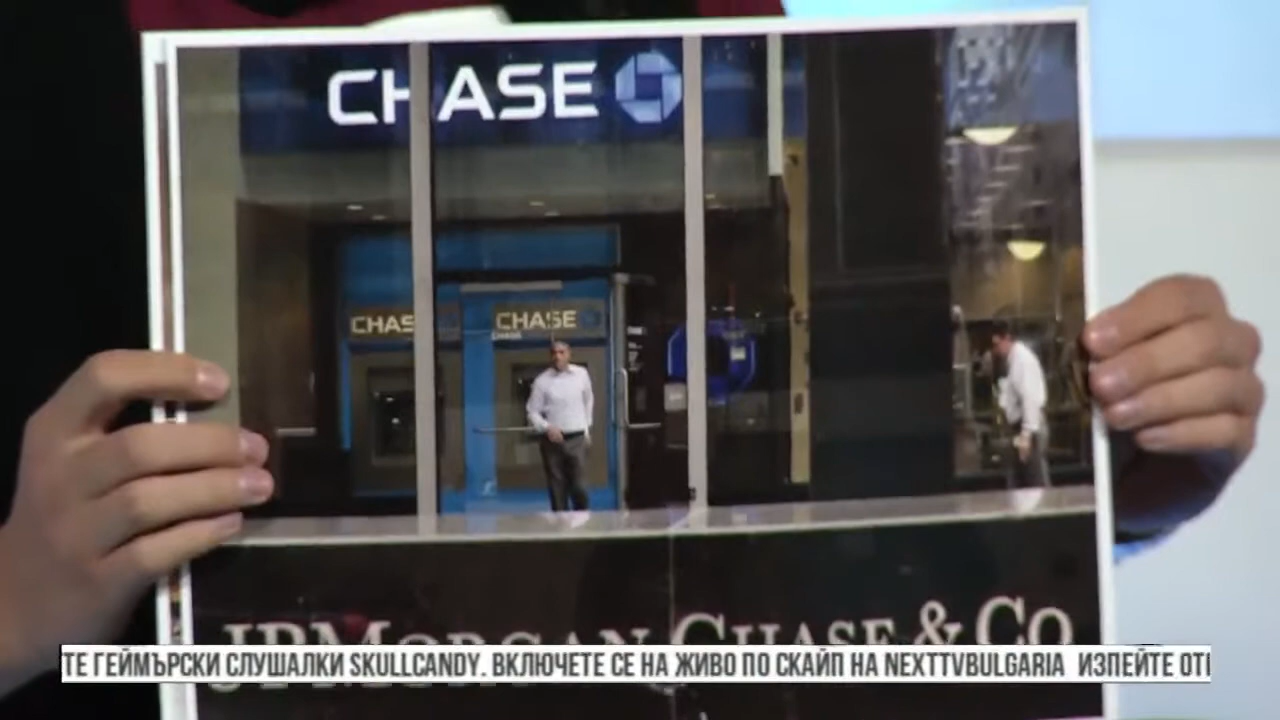 CHASE
CHASE
CHASE
JPMORGAN CHASE & CO
ТЕ ГЕЙМЪРСКИ СЛУШАЛКИ SKULLCANDY. ВКЛЮЧЕТЕ СЕ НА ЖИВО ПО СКАЙП НА NEXTTVBULGARIA ИЗПЕЙТЕ